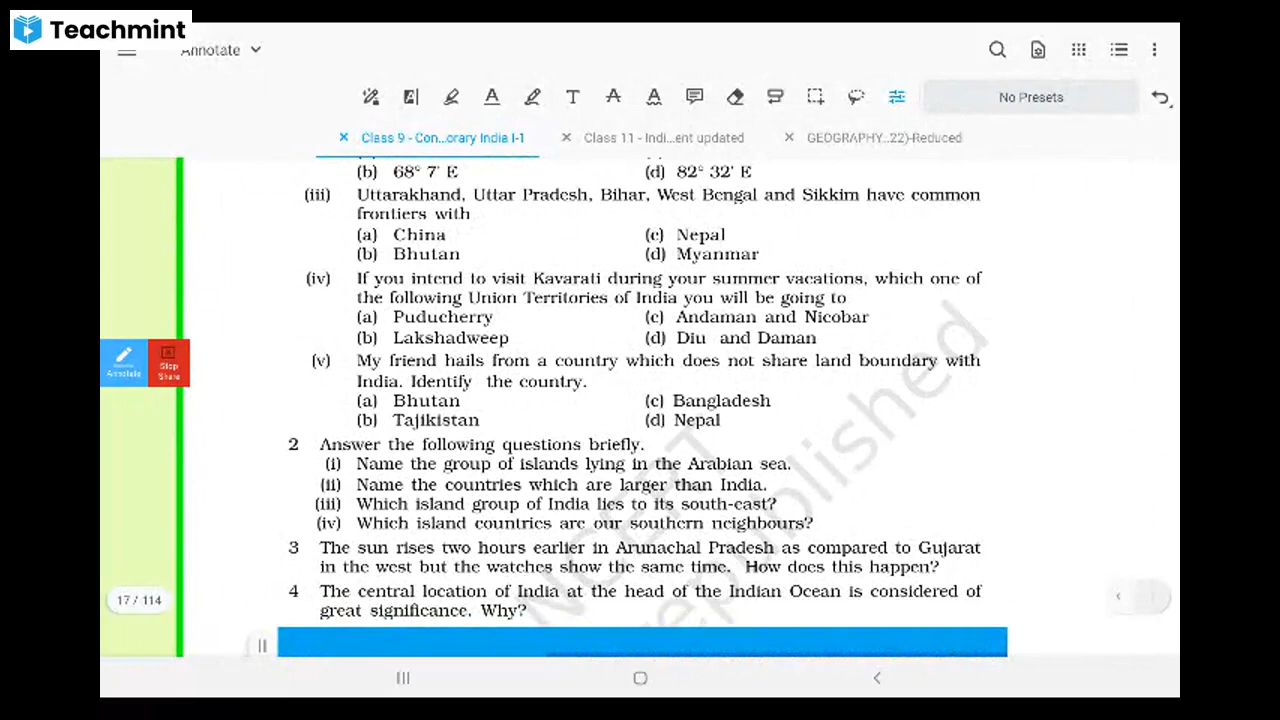 Teachmint
Annotate
No Presets
Class 9 - Con...orary India I-1
Class 11 - Indi...ent updated
GEOGRAPHY...22)-Reduced
(b) 68° 7' E (d) 82° 32' E
(iii) Uttarakhand, Uttar Pradesh, Bihar, West Bengal and Sikkim have common
frontiers with
(a) China (c) Nepal
(b) Bhutan (d) Myanmar
(iv) If you intend to visit Kavarati during your summer vacations, which one of
the following Union Territories of India you will be going to
(a) Puducherry (c) Andaman and Nicobar
(b) Lakshadweep (d) Diu and Daman
(v) My friend hails from a country which does not share land boundary with
India. Identify the country.
(a) Bhutan (c) Bangladesh
(b) Tajikistan (d) Nepal
2 Answer the following questions briefly.
(i) Name the group of islands lying in the Arabian sea.
(ii) Name the countries which are larger than India.
(iii) Which island group of India lies to its south-east?
(iv) Which island countries are our southern neighbours?
3 The sun rises two hours earlier in Arunachal Pradesh as compared to Gujarat
in the west but the watches show the same time. How does this happen?
4 The central location of India at the head of the Indian Ocean is considered of
great significance. Why?
Annotate
Stop
Share
17 / 114
NCERT
republished